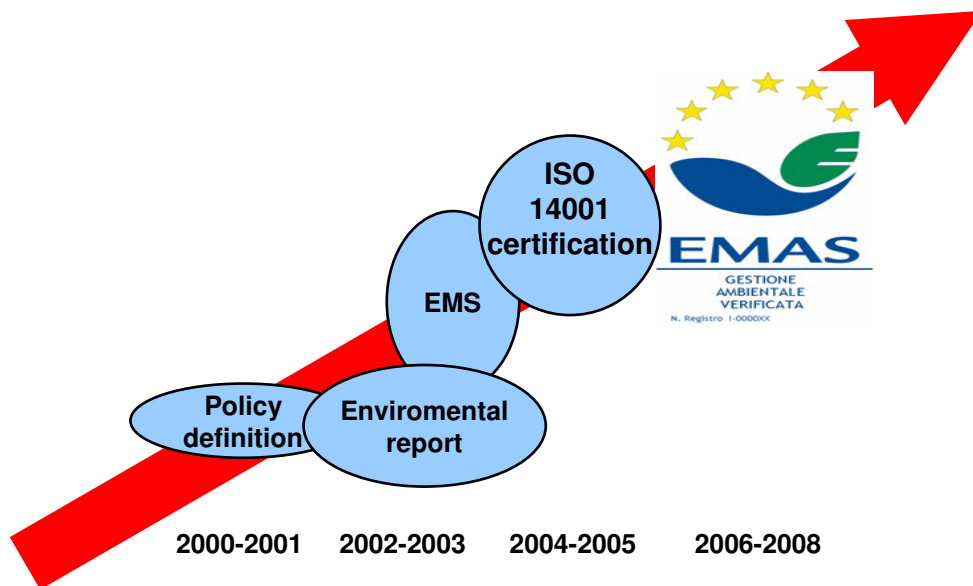 ISO
14001
certification
EMAS
GESTIONE
AMBIENTALE
VERIFICATA
N. Registro I-0000XX
EMS
Policy
definition
Enviromental
report
2000-2001 2002-2003 2004-2005 2006-2008